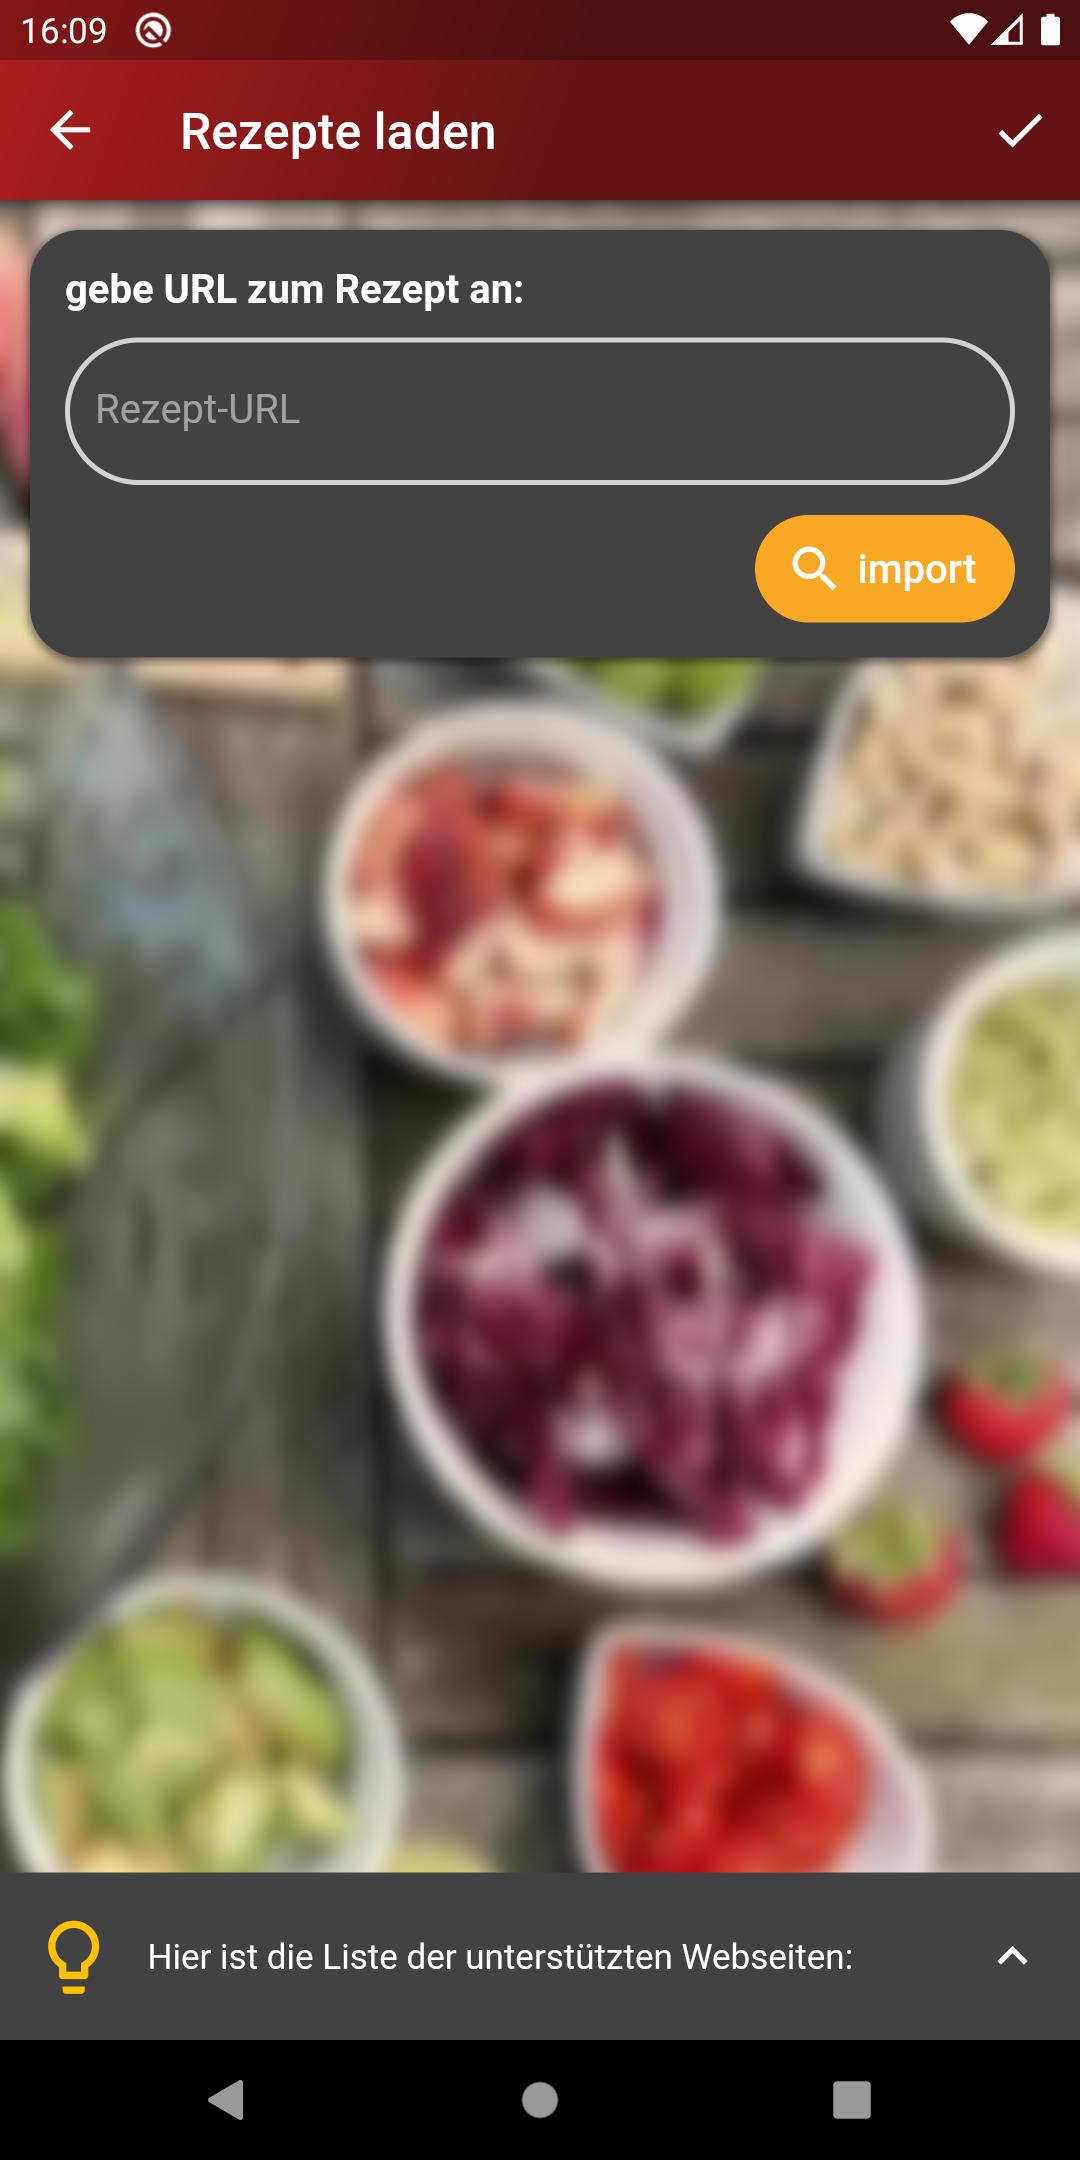 16:09
Rezepte laden
gebe URL zum Rezept an:
Rezept-URL
import
Hier ist die Liste der unterstützten Webseiten: